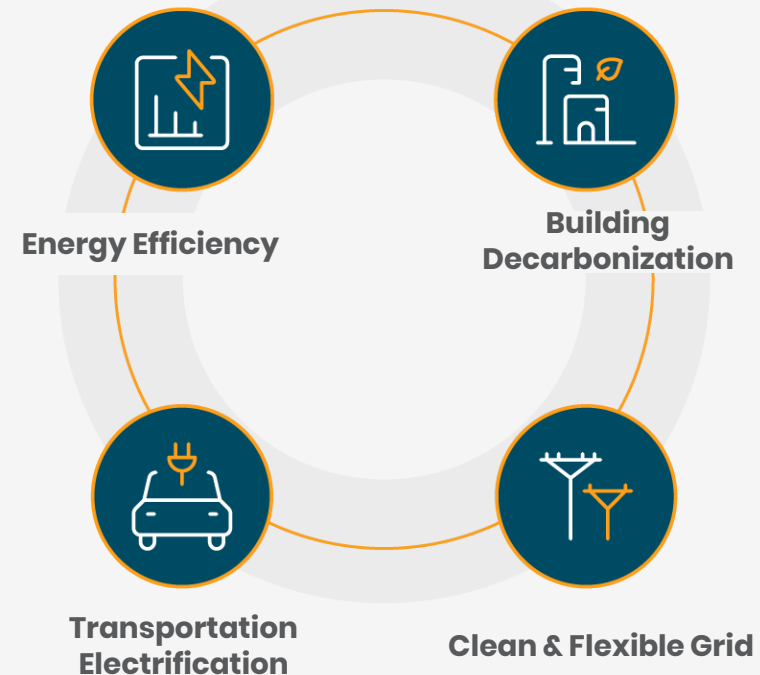 Energy Efficiency
Building
Decarbonization
Transportation
Electrification
Clean & Flexible Grid